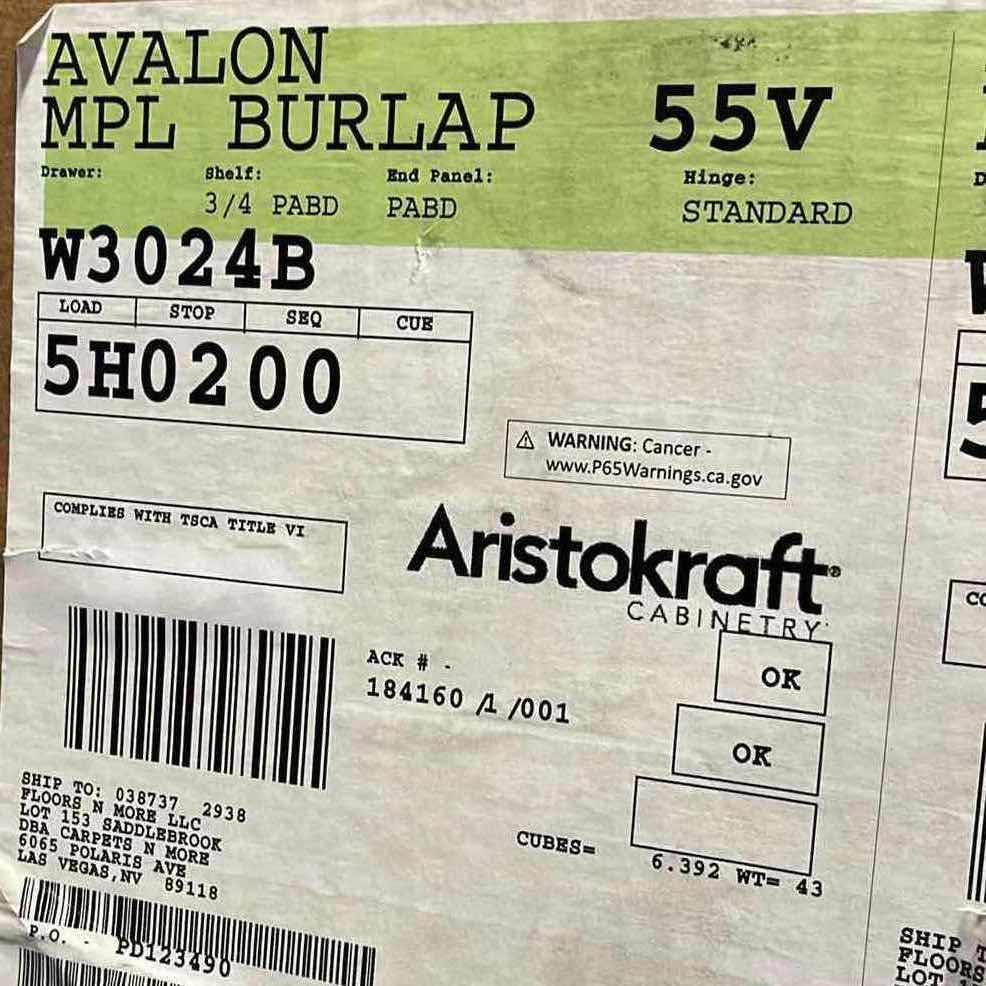 AVALON
MPL BURLAP 55V
Drawer: Shelf: End Panel: Hinge:
3/4 PABD PABD STANDARD
W3024B
LOAD STOP SEQ CUE
5H0200
⚠ WARNING: Cancer -
www.P65Warnings.ca.gov
COMPLIES WITH TSCA TITLE VI
Aristokraft®
CABINETRY
OK
ACK # -
184160 /1 /001
OK
SHIP TO: 038737 2938
FLOORS N MORE LLC
LOT 153 SADDLEBROOK
DBA CARPETS N MORE
6065 POLARIS AVE
LAS VEGAS,NV 89118
CUBES= 6.392 WT= 43
P.O. - PD123490
SHIP
FLOORS
LOT